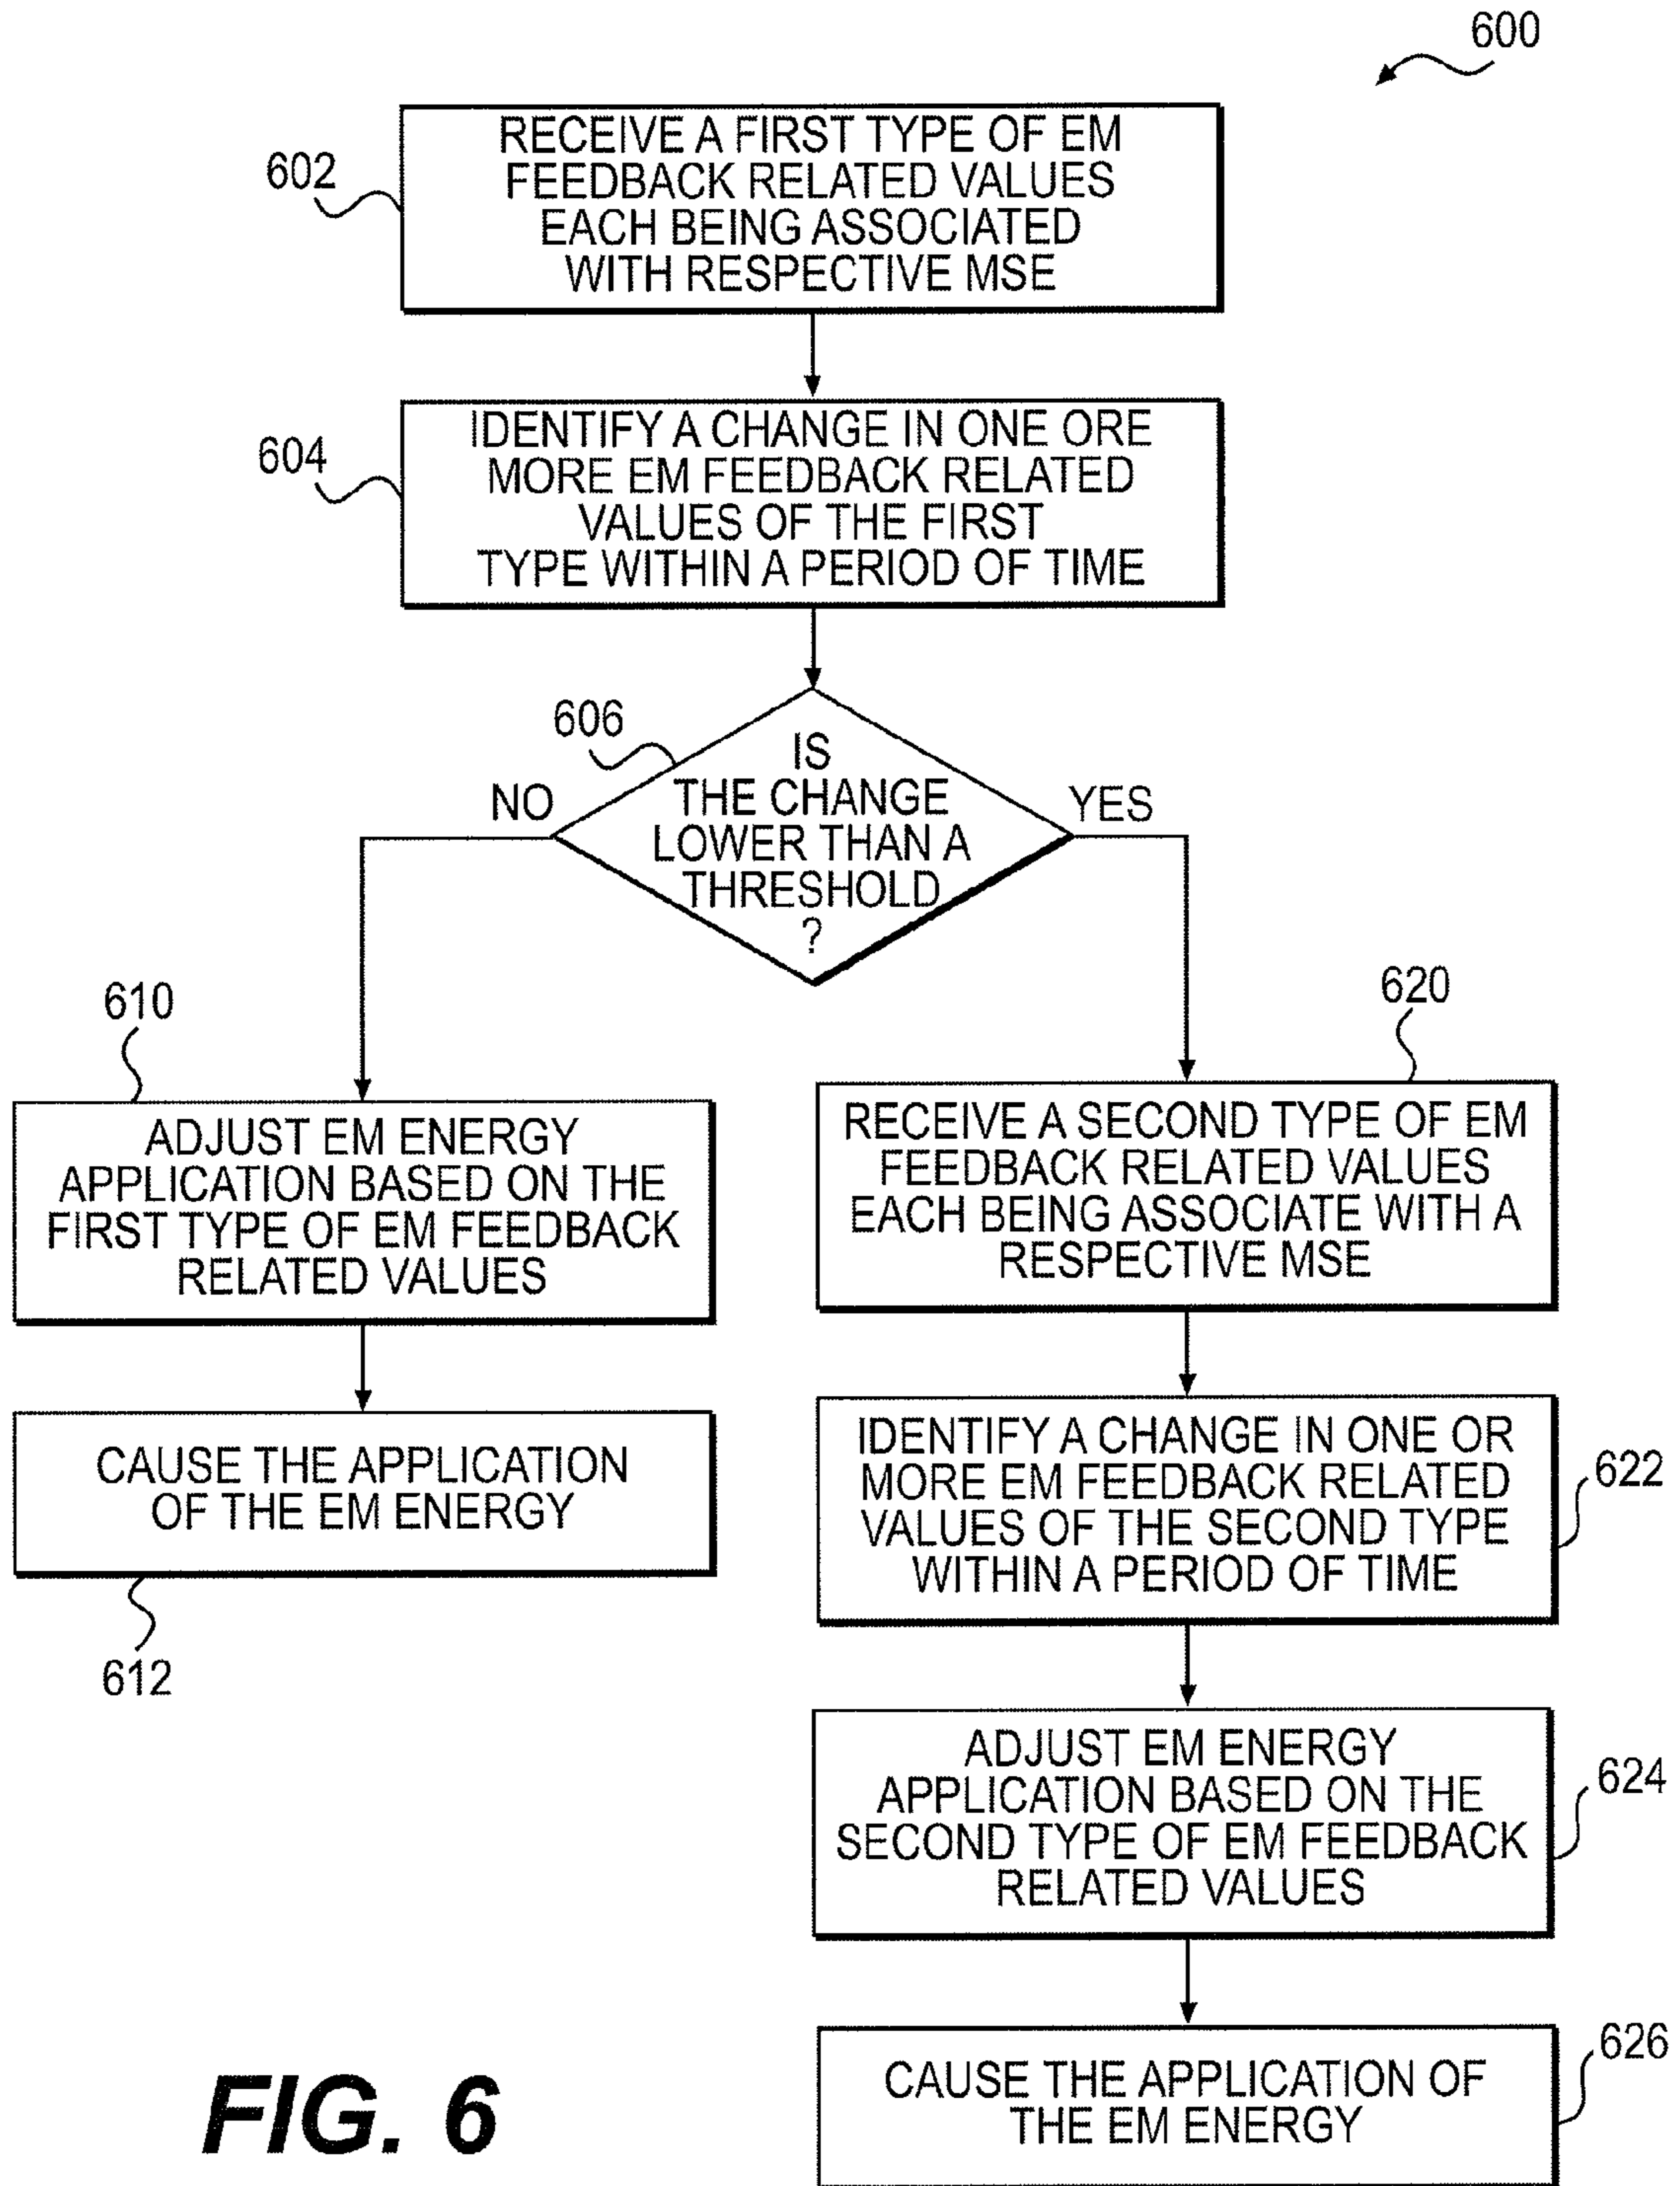 600
602
RECEIVE A FIRST TYPE OF EM
FEEDBACK RELATED VALUES
EACH BEING ASSOCIATED
WITH RESPECTIVE MSE
604
IDENTIFY A CHANGE IN ONE ORE
MORE EM FEEDBACK RELATED
VALUES OF THE FIRST
TYPE WITHIN A PERIOD OF TIME
606
IS
THE CHANGE
LOWER THAN A
THRESHOLD
?
NO
YES
610
ADJUST EM ENERGY
APPLICATION BASED ON THE
FIRST TYPE OF EM FEEDBACK
RELATED VALUES
CAUSE THE APPLICATION
OF THE EM ENERGY
612
620
RECEIVE A SECOND TYPE OF EM
FEEDBACK RELATED VALUES
EACH BEING ASSOCIATE WITH A
RESPECTIVE MSE
IDENTIFY A CHANGE IN ONE OR
MORE EM FEEDBACK RELATED
VALUES OF THE SECOND TYPE
WITHIN A PERIOD OF TIME
622
ADJUST EM ENERGY
APPLICATION BASED ON THE
SECOND TYPE OF EM FEEDBACK
RELATED VALUES
624
CAUSE THE APPLICATION OF
THE EM ENERGY
626
FIG. 6